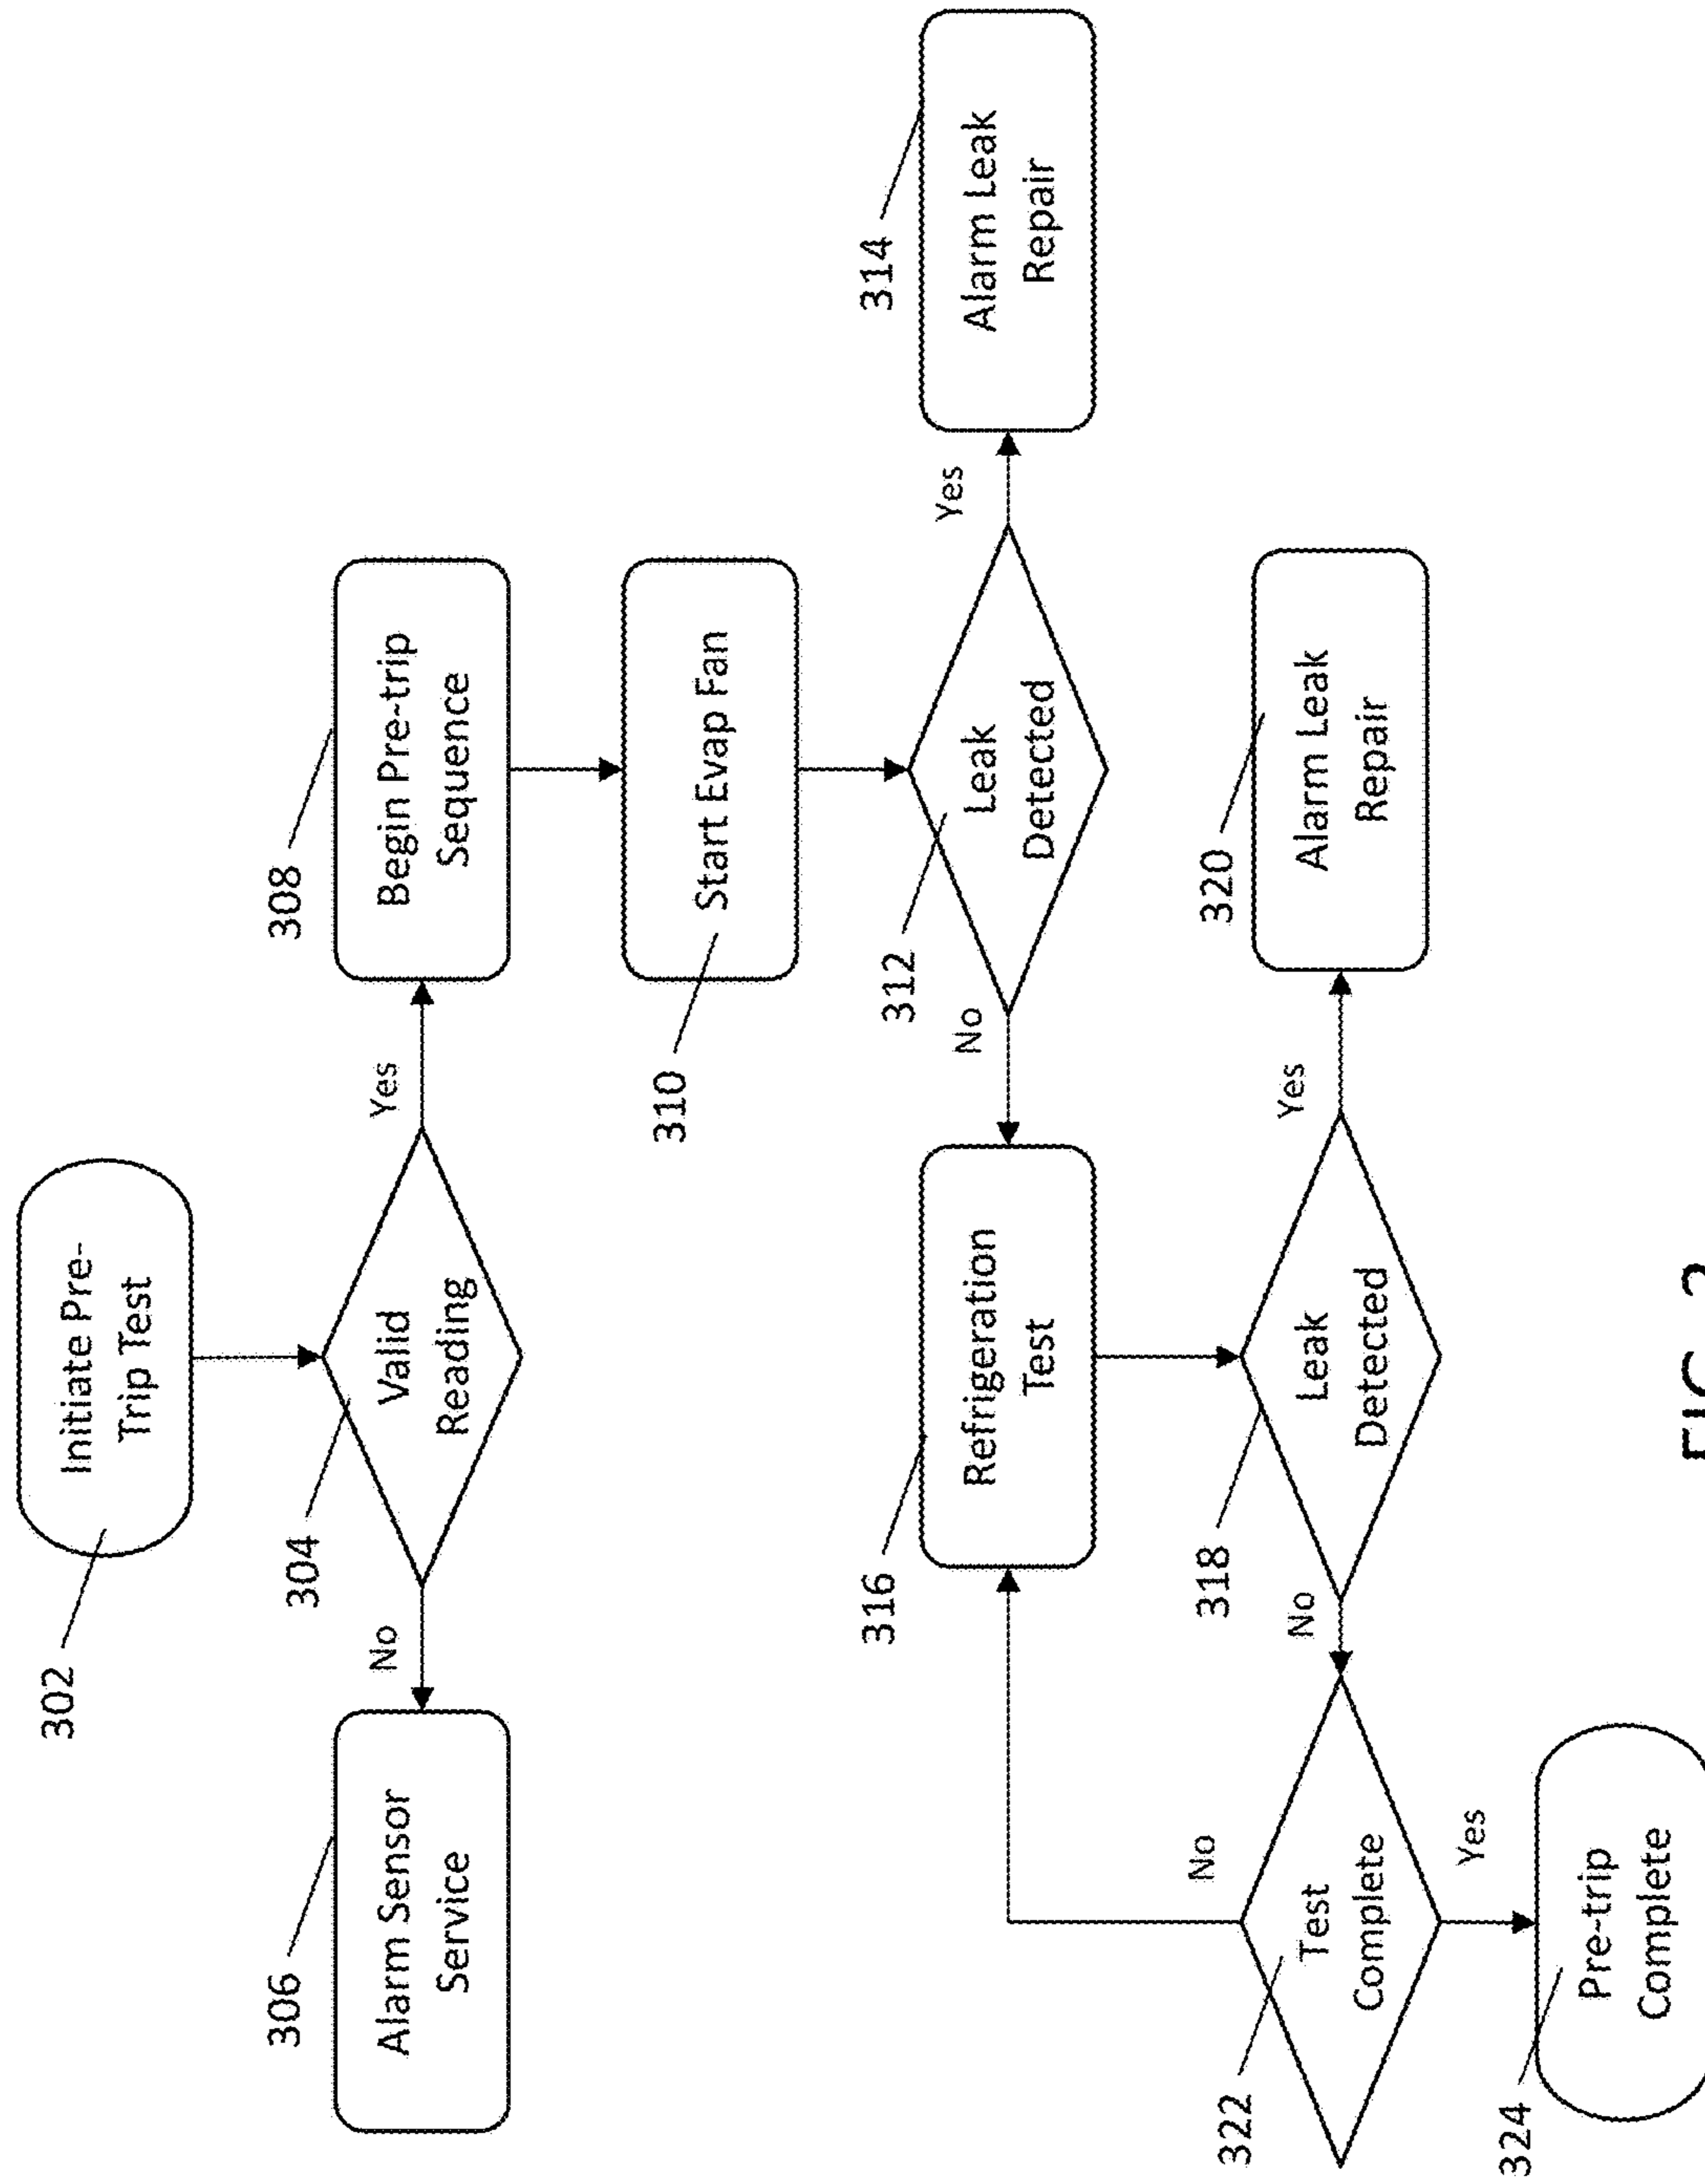 302
Initiate Pre-
Trip Test
304
Valid
Reading
No
Yes
306
Alarm Sensor
Service
308
Begin Pre-trip
Sequence
310
Start Evap Fan
312
Leak
Detected
No
Yes
314
Alarm Leak
Repair
316
Refrigeration
Test
318
Leak
Detected
No
Yes
320
Alarm Leak
Repair
322
Test
Complete
No
Yes
324
Pre-trip
Complete